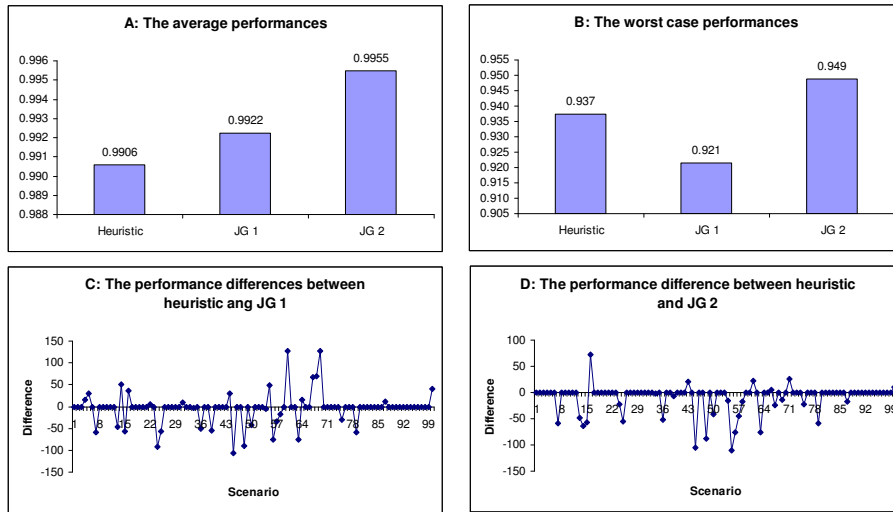 A: The average performances
0.996
0.995
0.994
0.993
0.992
0.991
0.990
0.989
0.988
0.9906
0.9922
0.9955
Heuristic
JG 1
JG 2
B: The worst case performances
0.955
0.950
0.945
0.940
0.935
0.930
0.925
0.920
0.915
0.910
0.905
0.937
0.921
0.949
Heuristic
JG 1
JG 2
C: The performance differences between
heuristic ang JG 1
Difference
150
100
50
0
-50
-100
-150
1 8 15 22 29 36 43 50 57 64 71 78 85 92 99
Scenario
D: The performance difference between heuristic
and JG 2
Difference
100
50
0
-50
-100
-150
1 8 15 22 29 36 43 50 57 64 71 78 85 92 99
Scenario